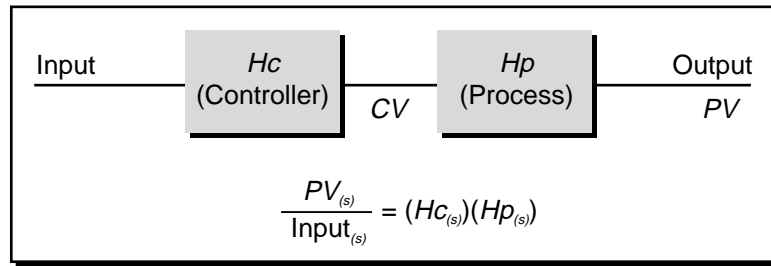 Input Hc Hp Output
(Controller) CV (Process) PV
PV(s)
Input(s)
= (Hc(s))(Hp(s))